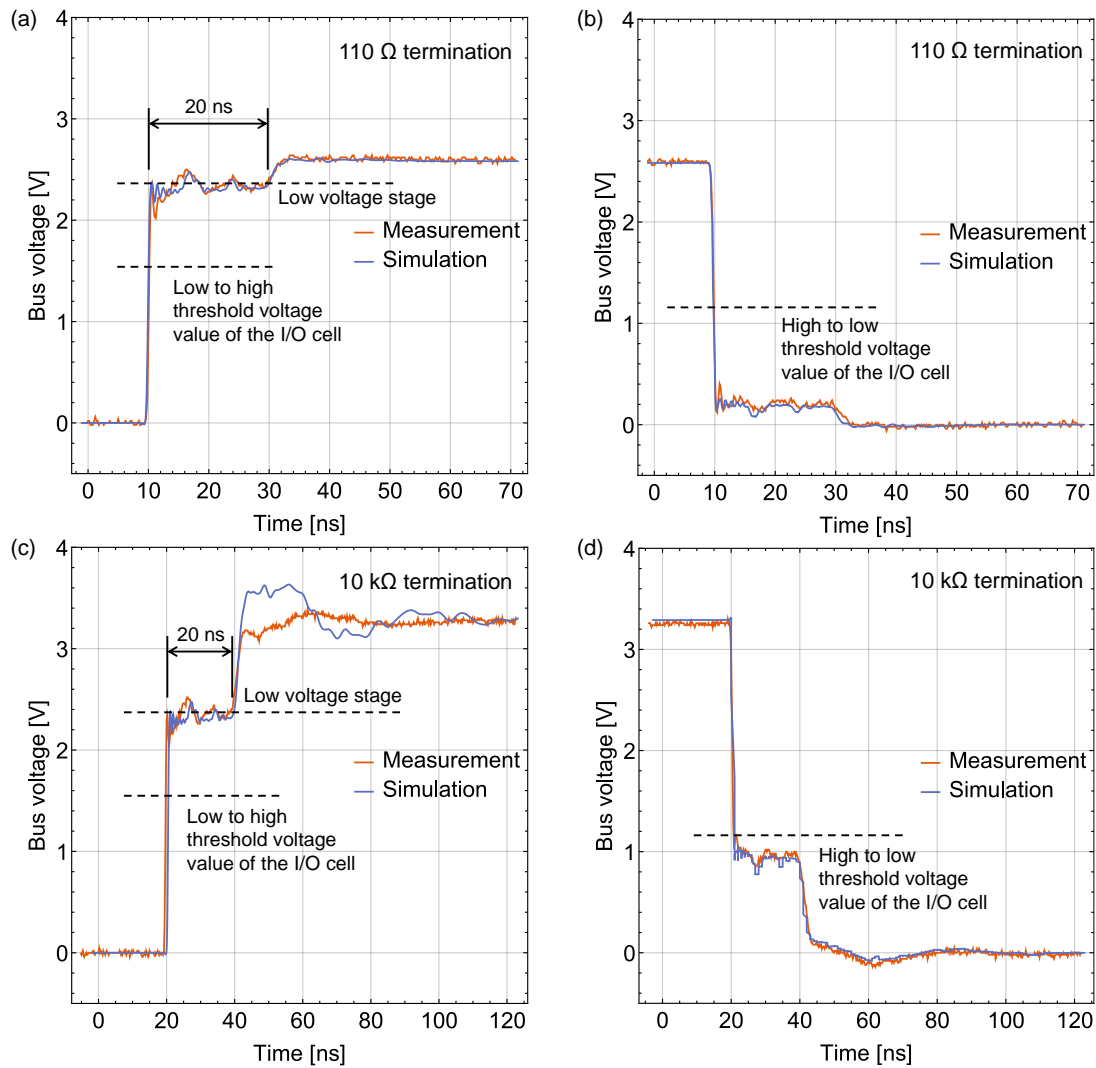 (a)
110 Ω termination
20 ns
Low voltage stage
Measurement
Simulation
Low to high
threshold voltage
value of the I/O cell
Bus voltage [V]
4
3
2
1
0
0 10 20 30 40 50 60 70
Time [ns]
(b)
110 Ω termination
Measurement
Simulation
High to low
threshold voltage
value of the I/O cell
Bus voltage [V]
4
3
2
1
0
0 10 20 30 40 50 60 70
Time [ns]
(c)
10 kΩ termination
20 ns
Low voltage stage
Measurement
Simulation
Low to high
threshold voltage
value of the I/O cell
Bus voltage [V]
4
3
2
1
0
0 20 40 60 80 100 120
Time [ns]
(d)
10 kΩ termination
Measurement
Simulation
High to low
threshold voltage
value of the I/O cell
Bus voltage [V]
4
3
2
1
0
0 20 40 60 80 100 120
Time [ns]